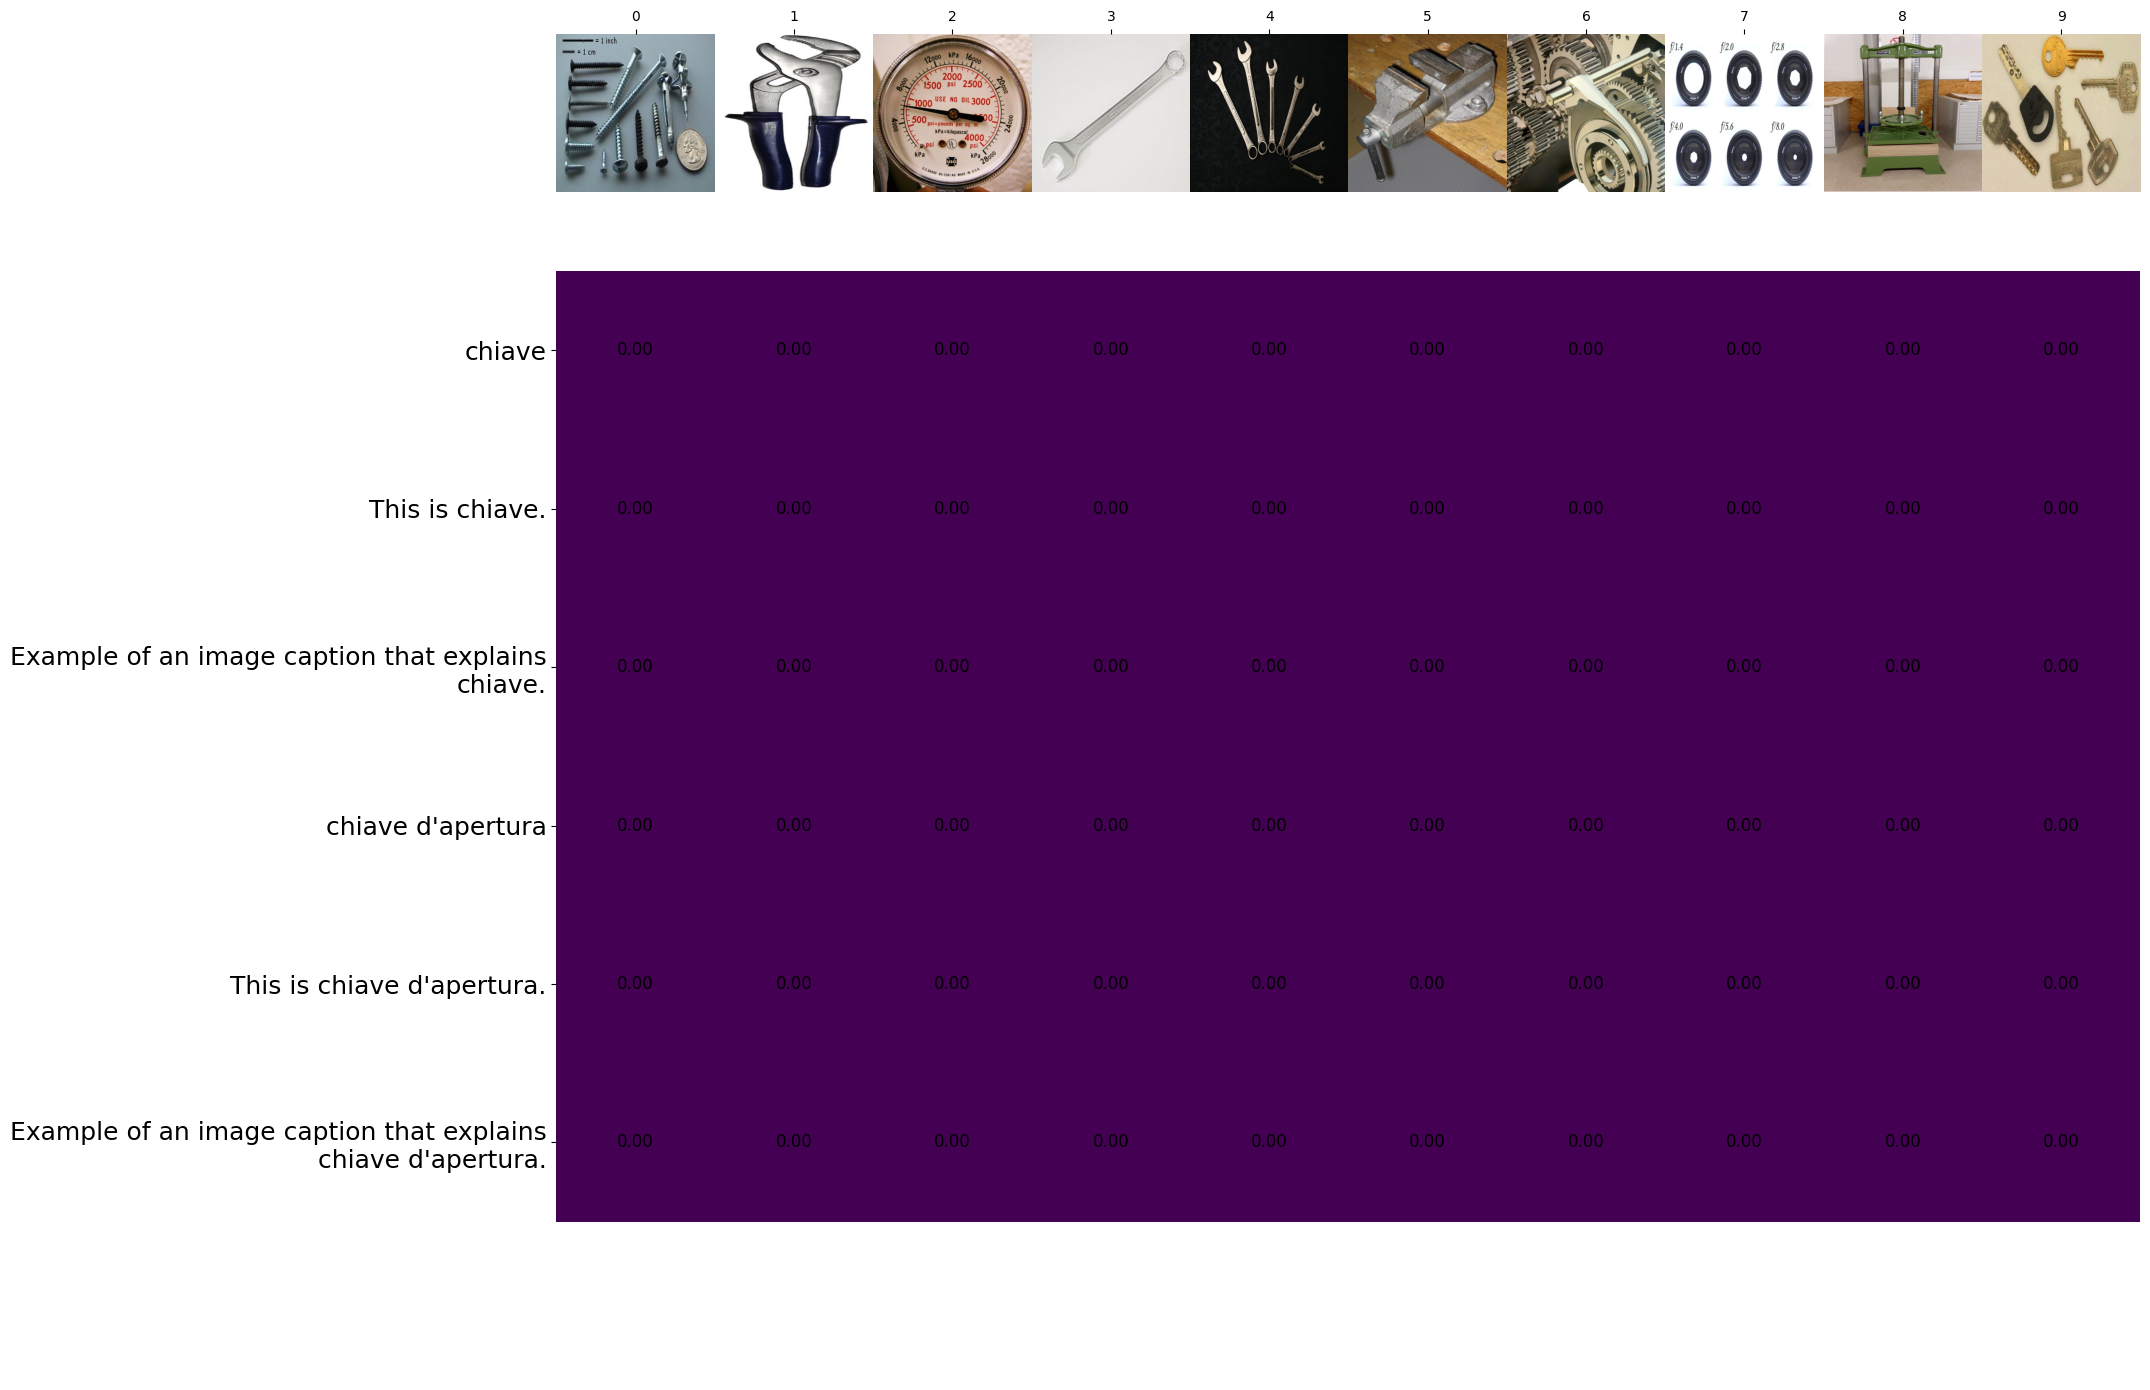 0 1 2 3 4 5 6 7 8 9
= 1 inch
= 1 cm
kPa
12000
16000
8000
20000
4000
24000
28000
2000
psi
1500
2500
1000
3000
500
4000
USE NO OIL
psi
psi
kPa
kPa
f/1.4 f/2.0 f/2.8
f/4.0 f/5.6 f/8.0
chiave 0.00 0.00 0.00 0.00 0.00 0.00 0.00 0.00 0.00 0.00
This is chiave. 0.00 0.00 0.00 0.00 0.00 0.00 0.00 0.00 0.00 0.00
Example of an image caption that explains
chiave. 0.00 0.00 0.00 0.00 0.00 0.00 0.00 0.00 0.00 0.00
chiave d'apertura 0.00 0.00 0.00 0.00 0.00 0.00 0.00 0.00 0.00 0.00
This is chiave d'apertura. 0.00 0.00 0.00 0.00 0.00 0.00 0.00 0.00 0.00 0.00
Example of an image caption that explains
chiave d'apertura. 0.00 0.00 0.00 0.00 0.00 0.00 0.00 0.00 0.00 0.00